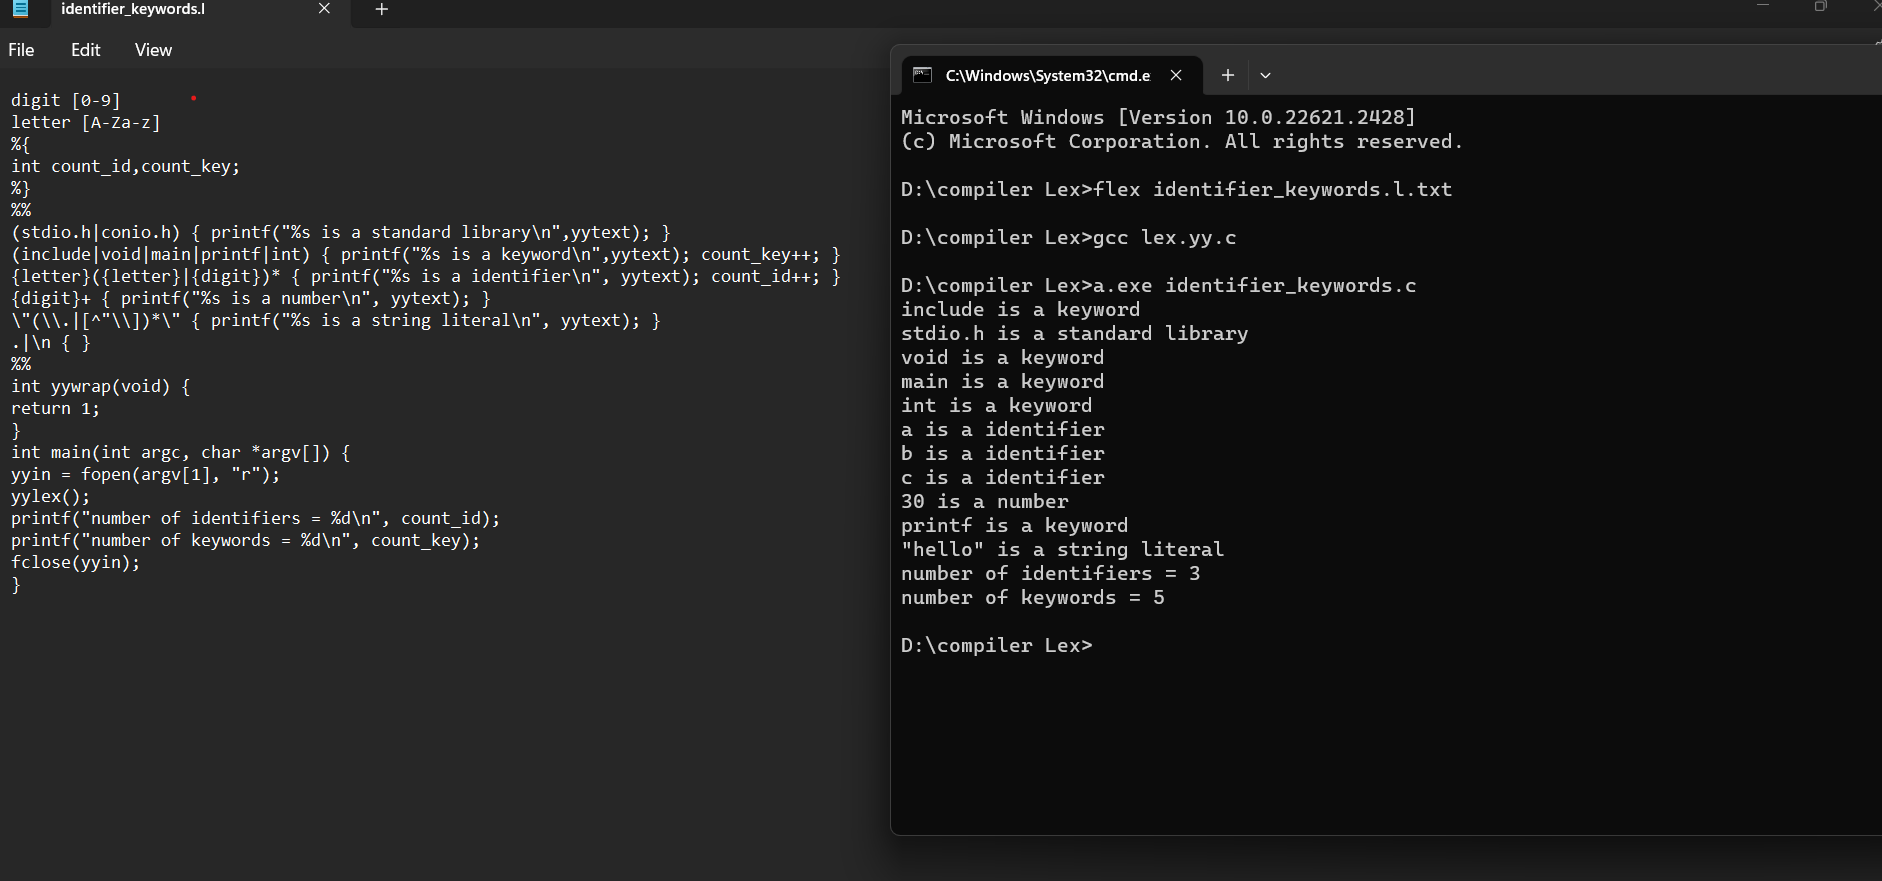 identifier_keywords.l
File Edit View
digit [0-9]
letter [A-Za-z]
%{
int count_id,count_key;
%}
%%
(stdio.h|conio.h) { printf("%s is a standard library\n",yytext); }
(include|void|main|printf|int) { printf("%s is a keyword\n",yytext); count_key++; }
{letter}({letter}|{digit})* { printf("%s is a identifier\n", yytext); count_id++; }
{digit}+ { printf("%s is a number\n", yytext); }
\"(\\.|[^"\\])*\" { printf("%s is a string literal\n", yytext); }
.|\n { }
%%
int yywrap(void) {
return 1;
}
int main(int argc, char *argv[]) {
yyin = fopen(argv[1], "r");
yylex();
printf("number of identifiers = %d\n", count_id);
printf("number of keywords = %d\n", count_key);
fclose(yyin);
}
C:\Windows\System32\cmd.e
Microsoft Windows [Version 10.0.22621.2428]
(c) Microsoft Corporation. All rights reserved.
D:\compiler Lex>flex identifier_keywords.l.txt
D:\compiler Lex>gcc lex.yy.c
D:\compiler Lex>a.exe identifier_keywords.c
include is a keyword
stdio.h is a standard library
void is a keyword
main is a keyword
int is a keyword
a is a identifier
b is a identifier
c is a identifier
30 is a number
printf is a keyword
"hello" is a string literal
number of identifiers = 3
number of keywords = 5
D:\compiler Lex>